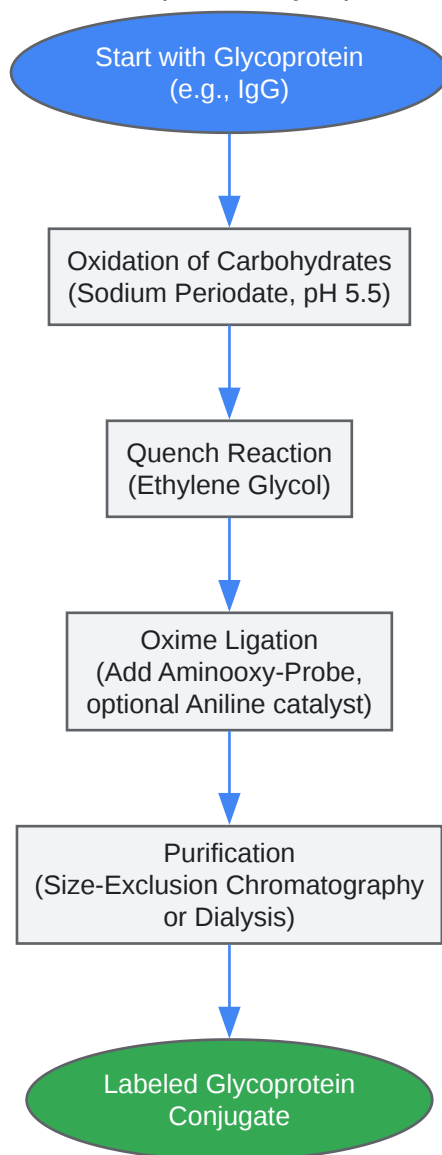 Start with Glycoprotein
(e.g., IgG)
Oxidation of Carbohydrates
(Sodium Periodate, pH 5.5)
Quench Reaction
(Ethylene Glycol)
Oxime Ligation
(Add Aminooxy-Probe,
optional Aniline catalyst)
Purification
(Size-Exclusion Chromatography
or Dialysis)
Labeled Glycoprotein
Conjugate